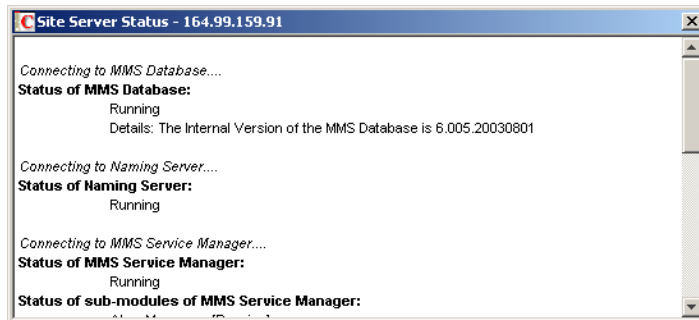 Site Server Status - 164.99.159.91
Connecting to MMS Database....
Status of MMS Database:
Running
Details: The Internal Version of the MMS Database is 6.005.20030801
Connecting to Naming Server....
Status of Naming Server:
Running
Connecting to MMS Service Manager....
Status of MMS Service Manager:
Running
Status of sub-modules of MMS Service Manager: